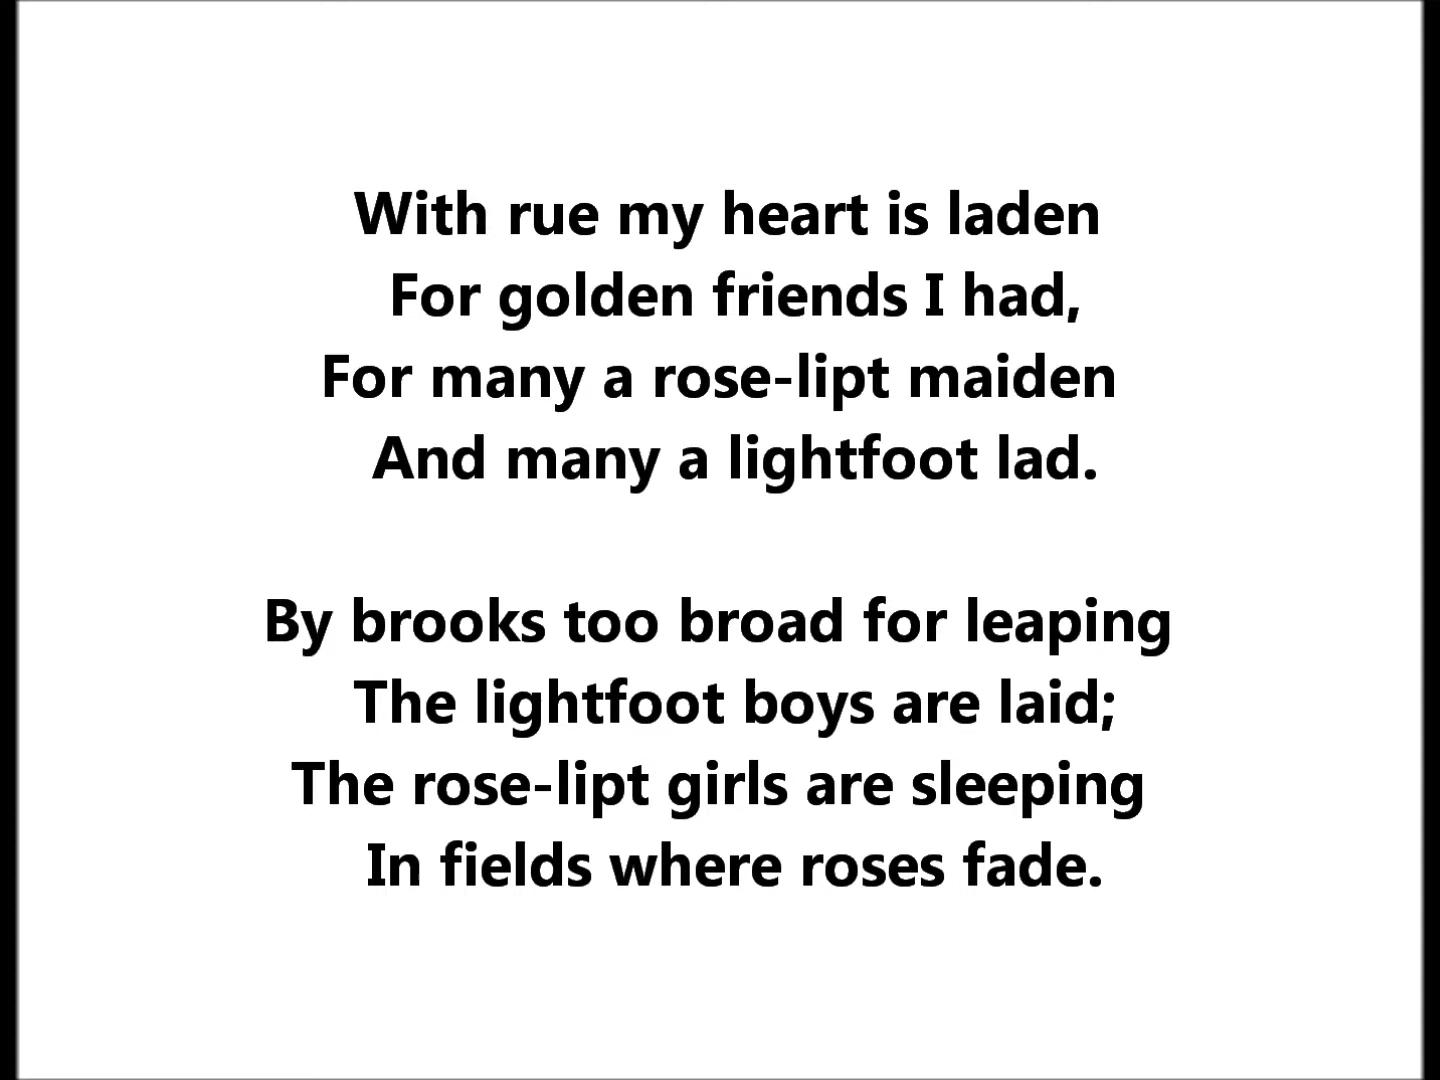 With rue my heart is laden
For golden friends I had,
For many a rose-lipt maiden
And many a lightfoot lad.

By brooks too broad for leaping
The lightfoot boys are laid;
The rose-lipt girls are sleeping
In fields where roses fade.